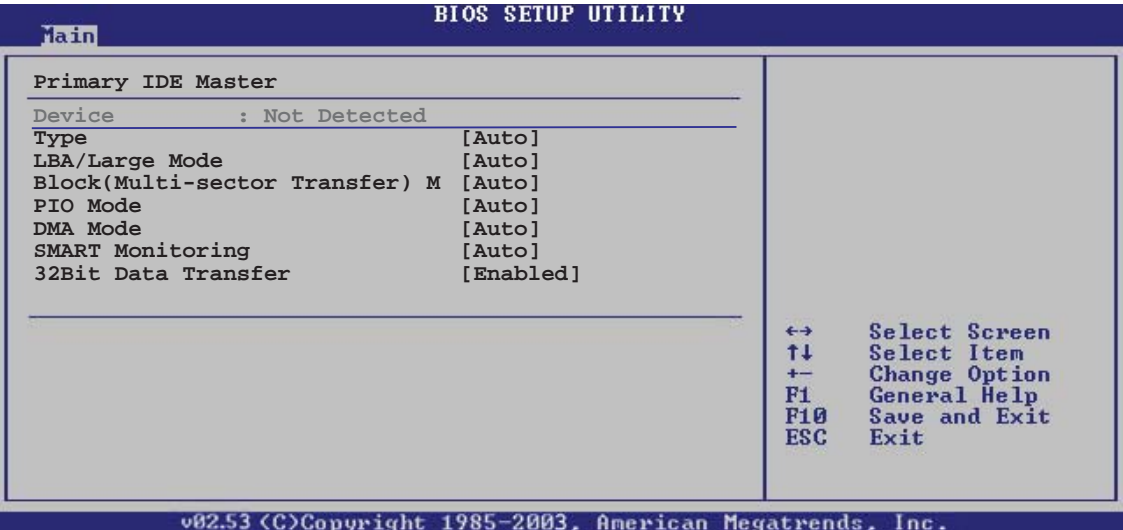 BIOS SETUP UTILITY
Main
Primary IDE Master
Device : Not Detected
Type [Auto]
LBA/Large Mode [Auto]
Block(Multi-sector Transfer) M [Auto]
PIO Mode [Auto]
DMA Mode [Auto]
SMART Monitoring [Auto]
32Bit Data Transfer [Enabled]
←→ Select Screen
↑↓ Select Item
+- Change Option
F1 General Help
F10 Save and Exit
ESC Exit
v02.53 (C)Copyright 1985-2003, American Megatrends, Inc.